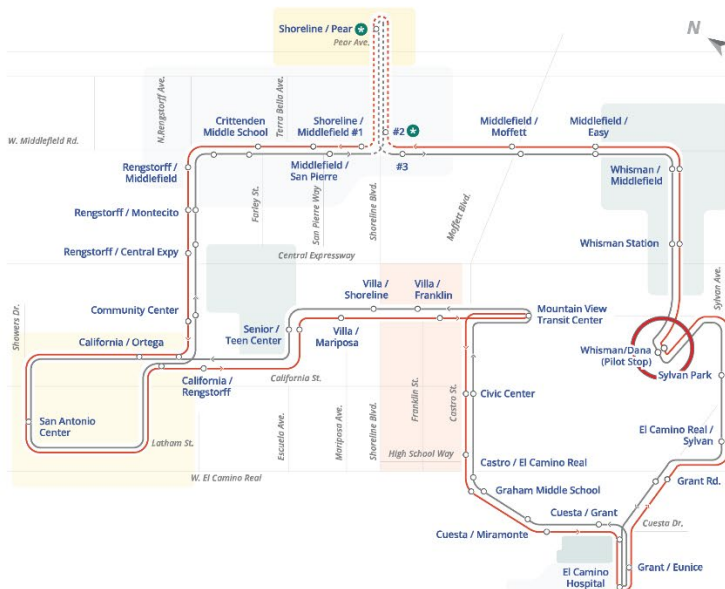 Shoreline / Pear
Pear Ave.
N
N.Rengstorff Ave.
Terra Bella Ave.
W. Middlefield Rd.
Crittenden
Middle School
Shoreline /
Middlefield #1
#2
Middlefield /
Moffett
Middlefield /
Easy
Rengstorff /
Middlefield
Middlefield /
San Pierre
#3
Whisman /
Middlefield
Farley St.
San Pierre Way
Shoreline Blvd.
Moffett Blvd.
Rengstorff / Montecito
Rengstorff / Central Expy
Central Expressway
Whisman Station
Sylvan Ave.
Showers Dr.
Community Center
Villa /
Shoreline
Villa /
Franklin
Mountain View
Transit Center
California / Ortega
Senior /
Teen Center
Villa /
Mariposa
Whisman/Dana
(Pilot Stop)
Sylvan Park
California /
Rengstorff
California St.
San Antonio
Center
Latham St.
Escuela Ave.
Mariposa Ave.
Shoreline Blvd.
Franklin St.
Castro St.
Civic Center
El Camino Real /
Sylvan
High School Way
Castro / El Camino Real
W. El Camino Real
Grant Rd.
Graham Middle School
Cuesta / Grant
Cuesta Dr.
Cuesta / Miramonte
El Camino
Hospital
Grant / Eunice